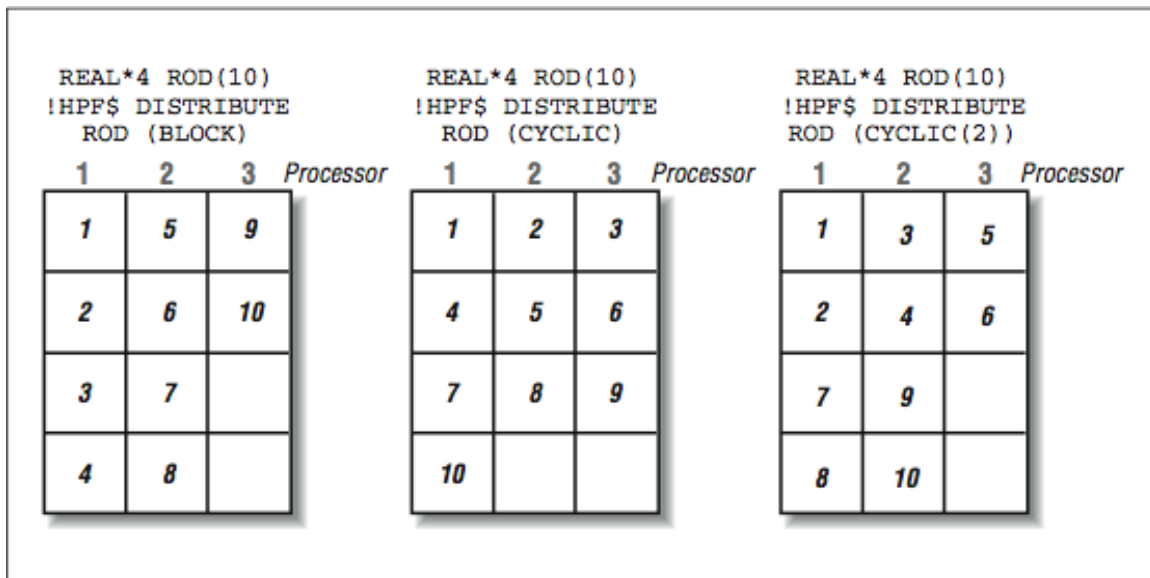 REAL*4 ROD(10)
!HPF$ DISTRIBUTE
ROD (BLOCK)
1 2 3 Processor
1 5 9
2 6 10
3 7
4 8
REAL*4 ROD(10)
!HPF$ DISTRIBUTE
ROD (CYCLIC)
1 2 3 Processor
1 2 3
4 5 6
7 8 9
10
REAL*4 ROD(10)
!HPF$ DISTRIBUTE
ROD (CYCLIC(2))
1 2 3 Processor
1 3 5
2 4 6
7 9
8 10